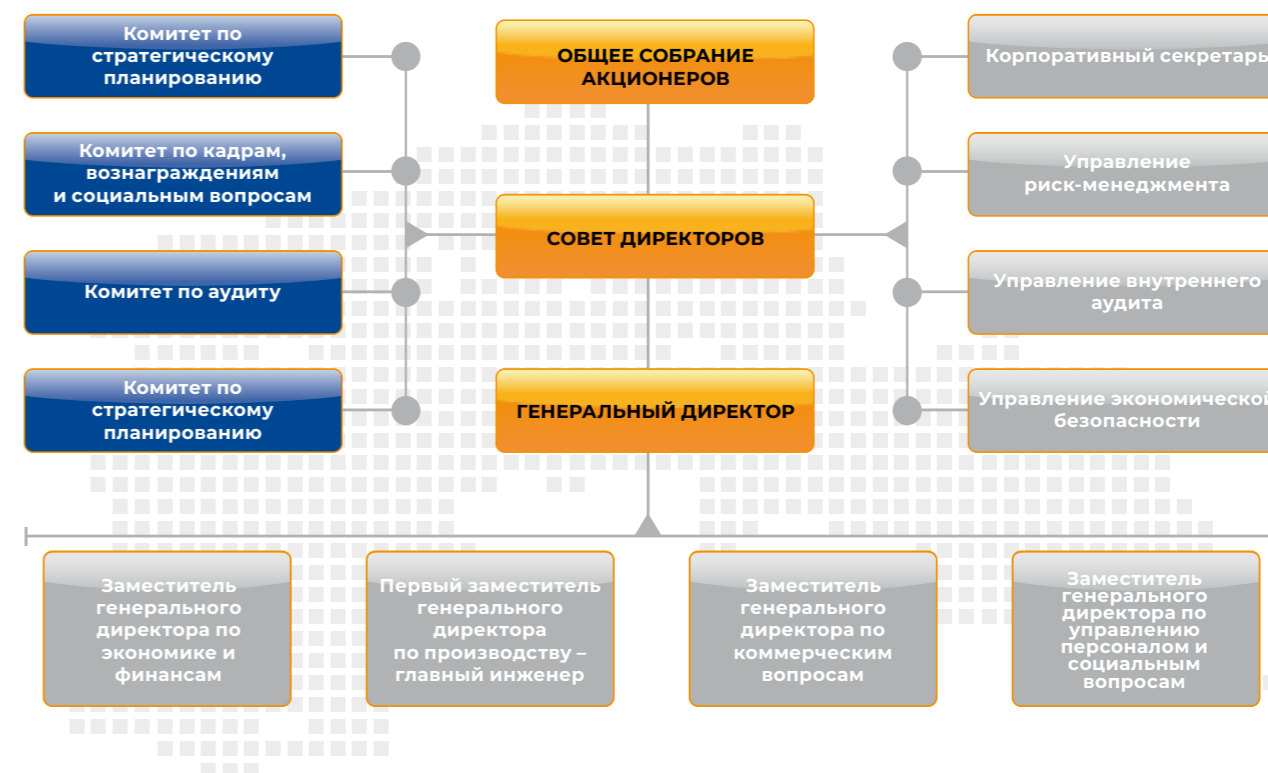 Комитет по
стратегическому
планированию
ОБЩЕЕ СОБРАНИЕ
АКЦИОНЕРОВ
Корпоративный секретарь
Комитет по кадрам,
вознаграждениям
и социальным вопросам
Управление
риск-менеджмента
СОВЕТ ДИРЕКТОРОВ
Комитет по аудиту
Управление внутреннего
аудита
Комитет по
стратегическому
планированию
ГЕНЕРАЛЬНЫЙ ДИРЕКТОР
Управление экономической
безопасности
Заместитель
генерального
директора по
экономике и
финансам
Первый заместитель
генерального
директора
по производству –
главный инженер
Заместитель
генерального
директора по
коммерческим
вопросам
Заместитель
генерального
директора по
управлению
персоналом и
социальным
вопросам